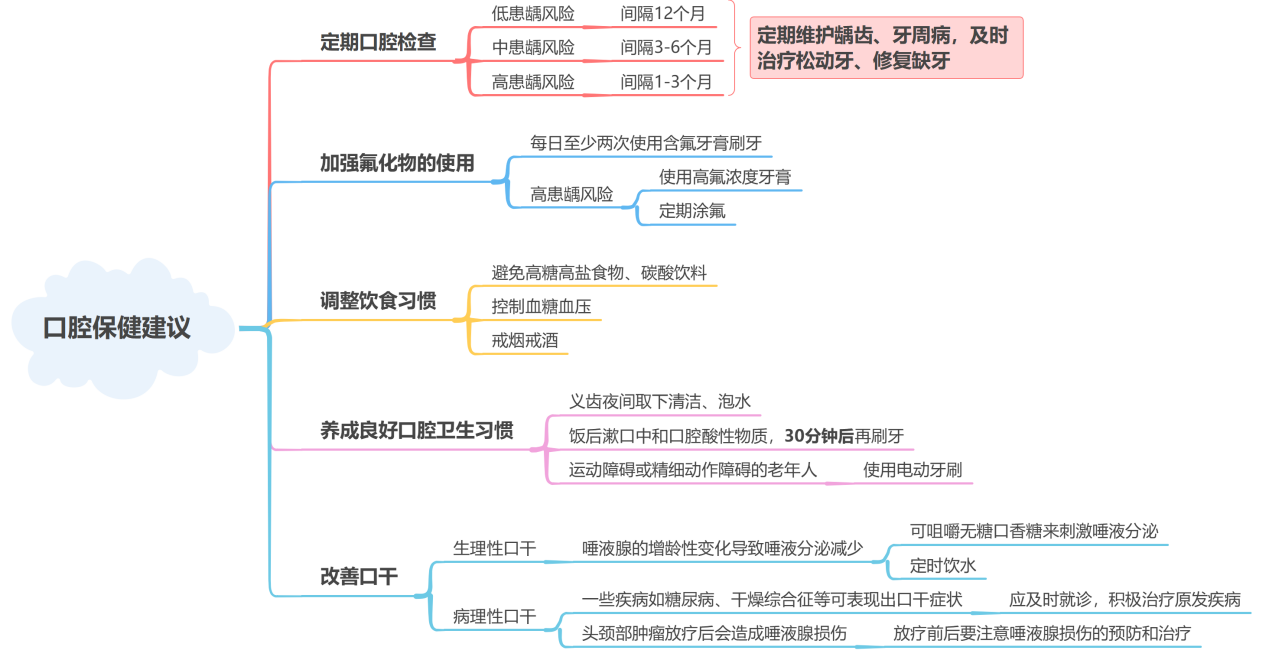 口腔保健建议
定期口腔检查
低患龋风险
间隔12个月
中患龋风险
间隔3-6个月
高患龋风险
间隔1-3个月
定期维护龋齿、牙周病，及时
治疗松动牙、修复缺牙
加强氟化物的使用
每日至少两次使用含氟牙膏刷牙
高患龋风险
使用高氟浓度牙膏
定期涂氟
调整饮食习惯
避免高糖高盐食物、碳酸饮料
控制血糖血压
戒烟戒酒
养成良好口腔卫生习惯
义齿夜间取下清洁、泡水
饭后漱口中和口腔酸性物质，30分钟后再刷牙
运动障碍或精细动作障碍的老年人
使用电动牙刷
改善口干
生理性口干
唾液腺的增龄性变化导致唾液分泌减少
可咀嚼无糖口香糖来刺激唾液分泌
定时饮水
病理性口干
一些疾病如糖尿病、干燥综合征等可表现出口干症状
应及时就诊，积极治疗原发疾病
头颈部肿瘤放疗后会造成唾液腺损伤
放疗前后要注意唾液腺损伤的预防和治疗